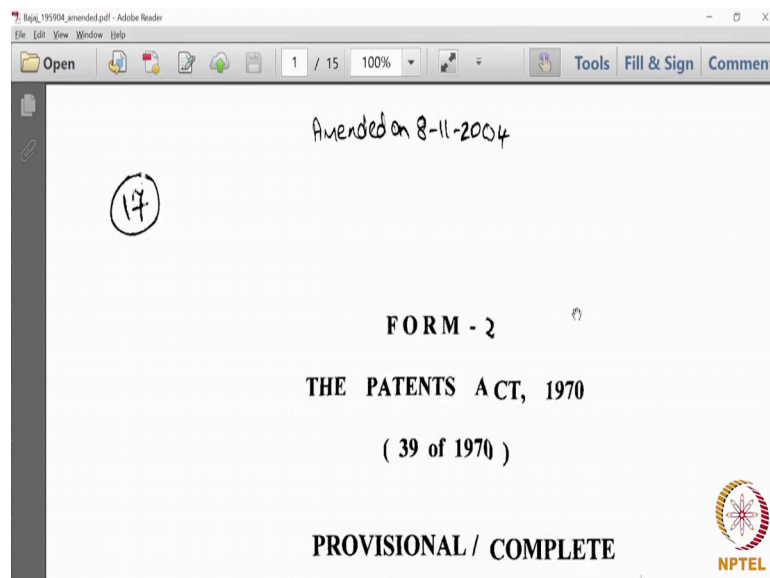 Bajaj_195904_amended.pdf - Adobe Reader
File Edit View Window Help
Open 1 / 15 100% Tools Fill & Sign Comment
Amended on 8-11-2004
17
FORM - 2
THE PATENTS ACT, 1970
( 39 of 1970 )
PROVISIONAL / COMPLETE
NPTEL